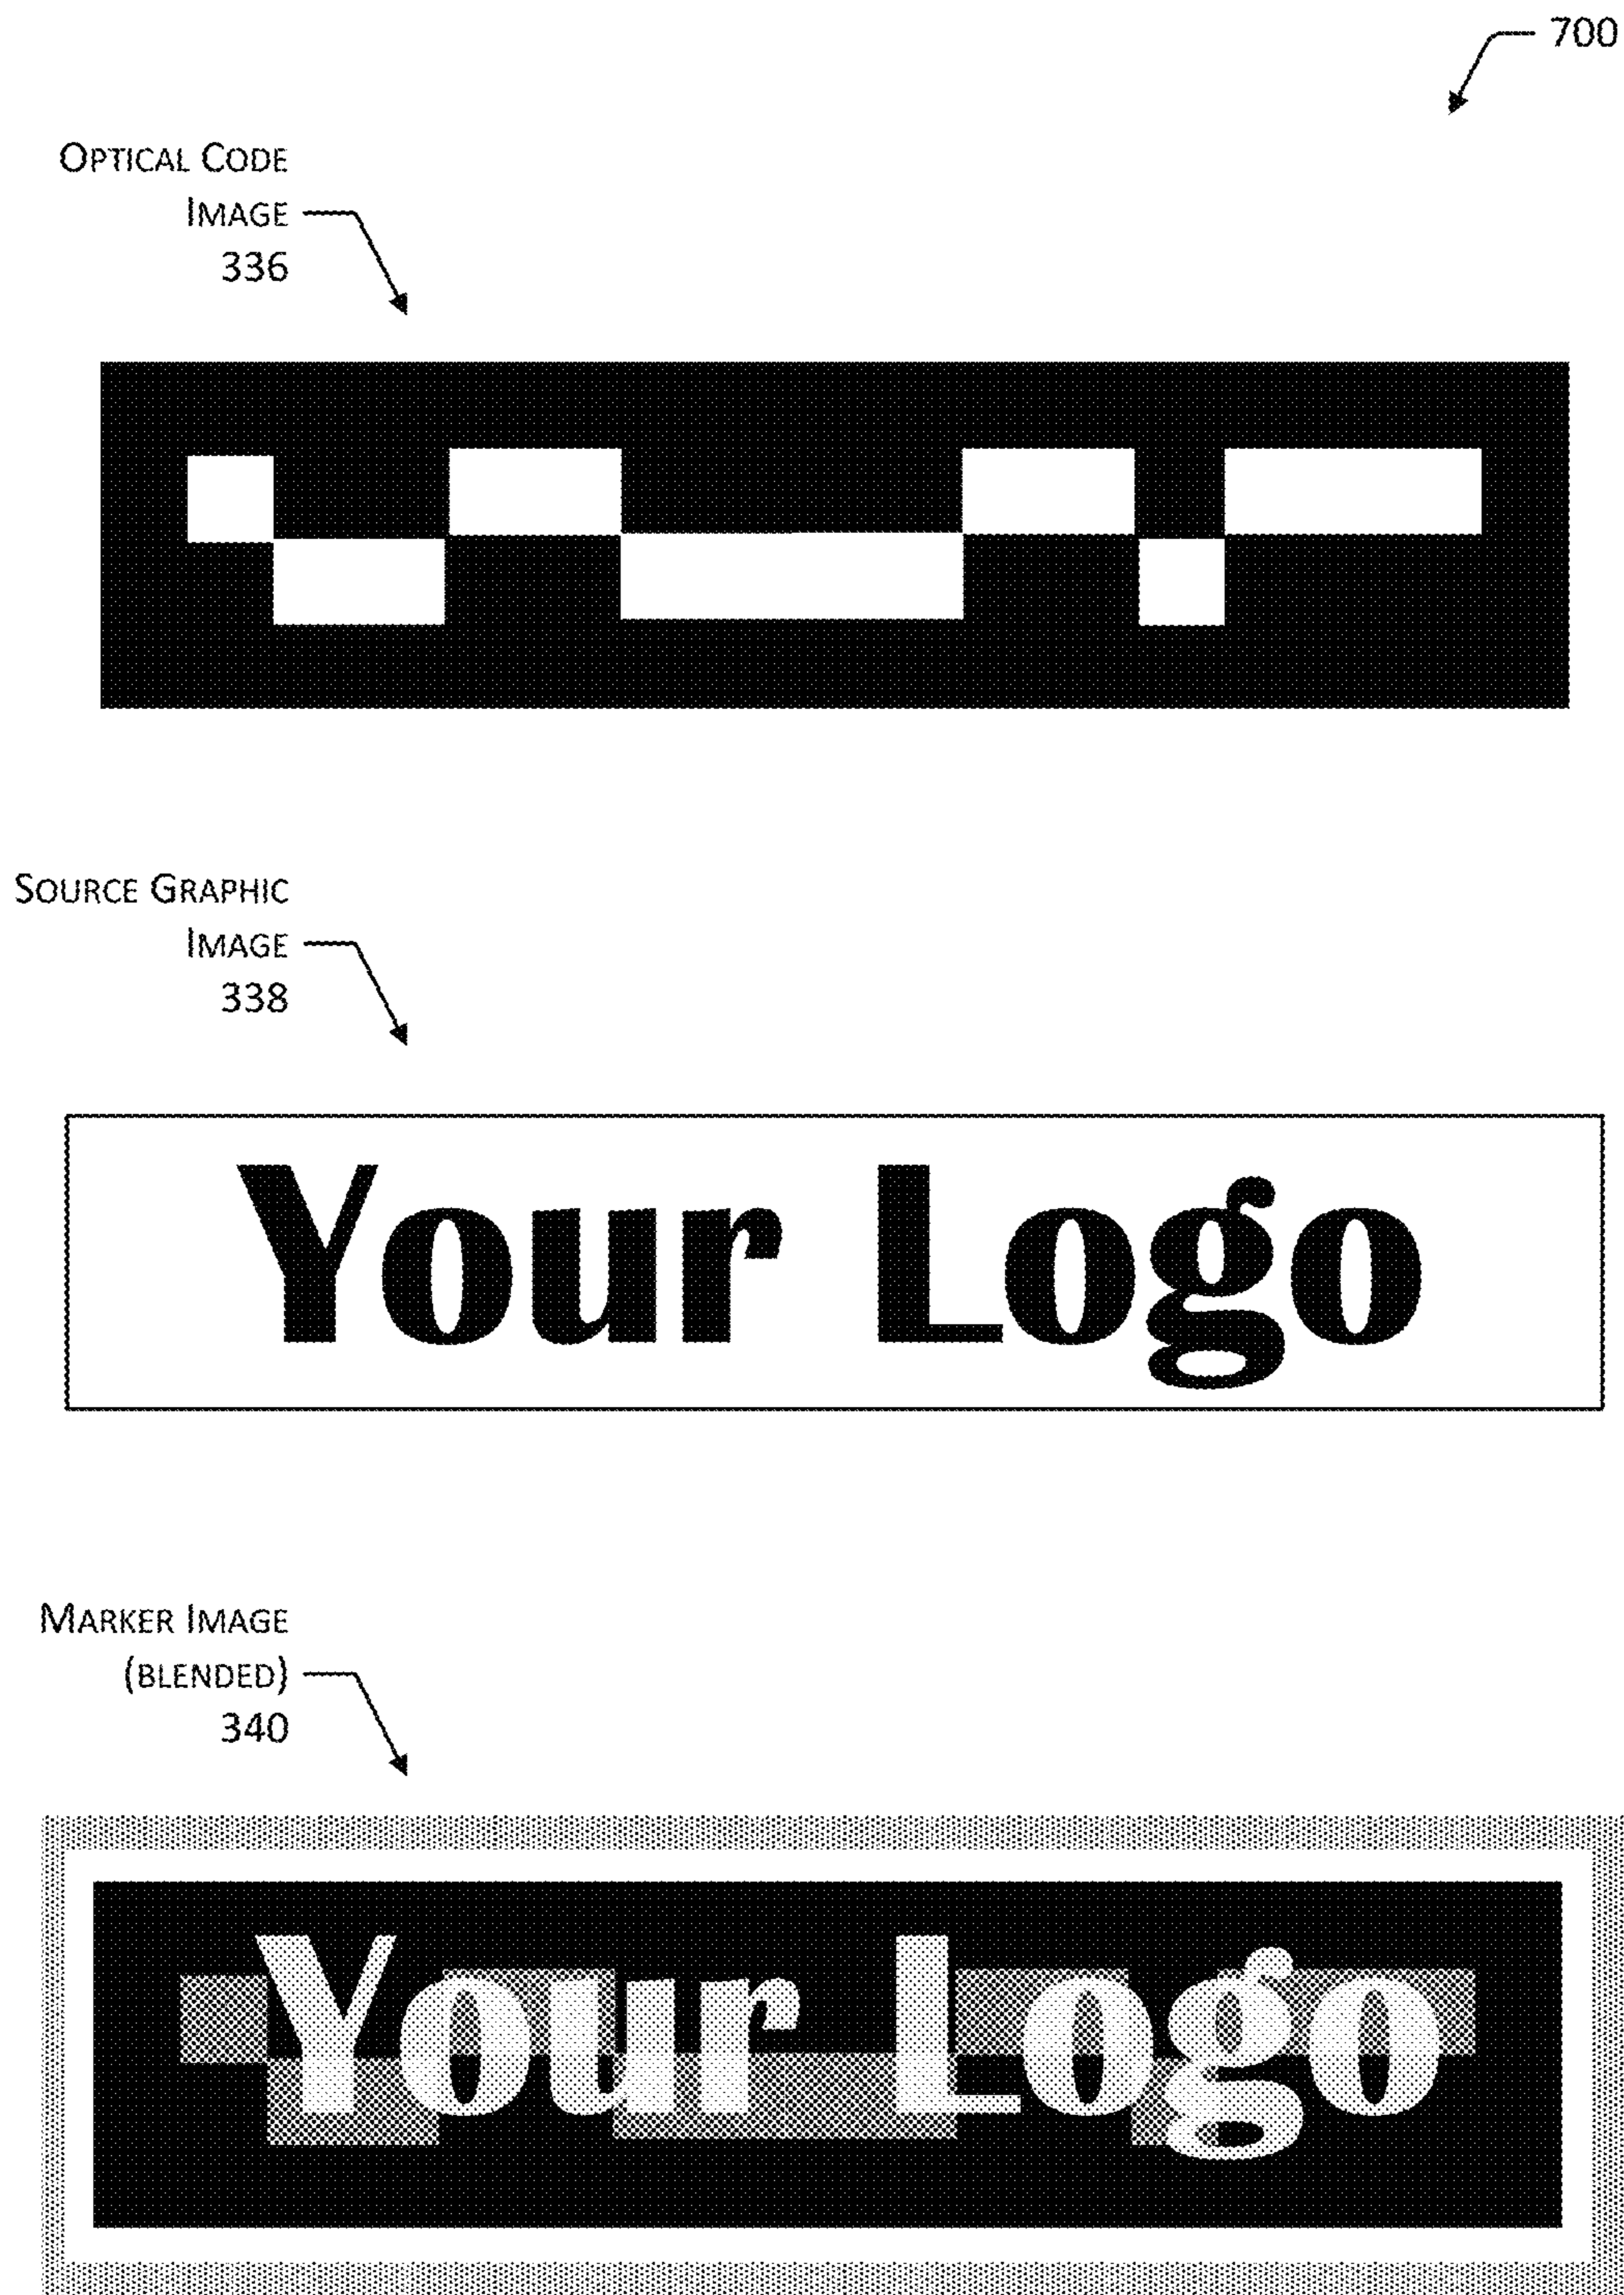 700
OPTICAL CODE
IMAGE
336
SOURCE GRAPHIC
IMAGE
338
Your Logo
MARKER IMAGE
(BLENDED)
340
Your Logo